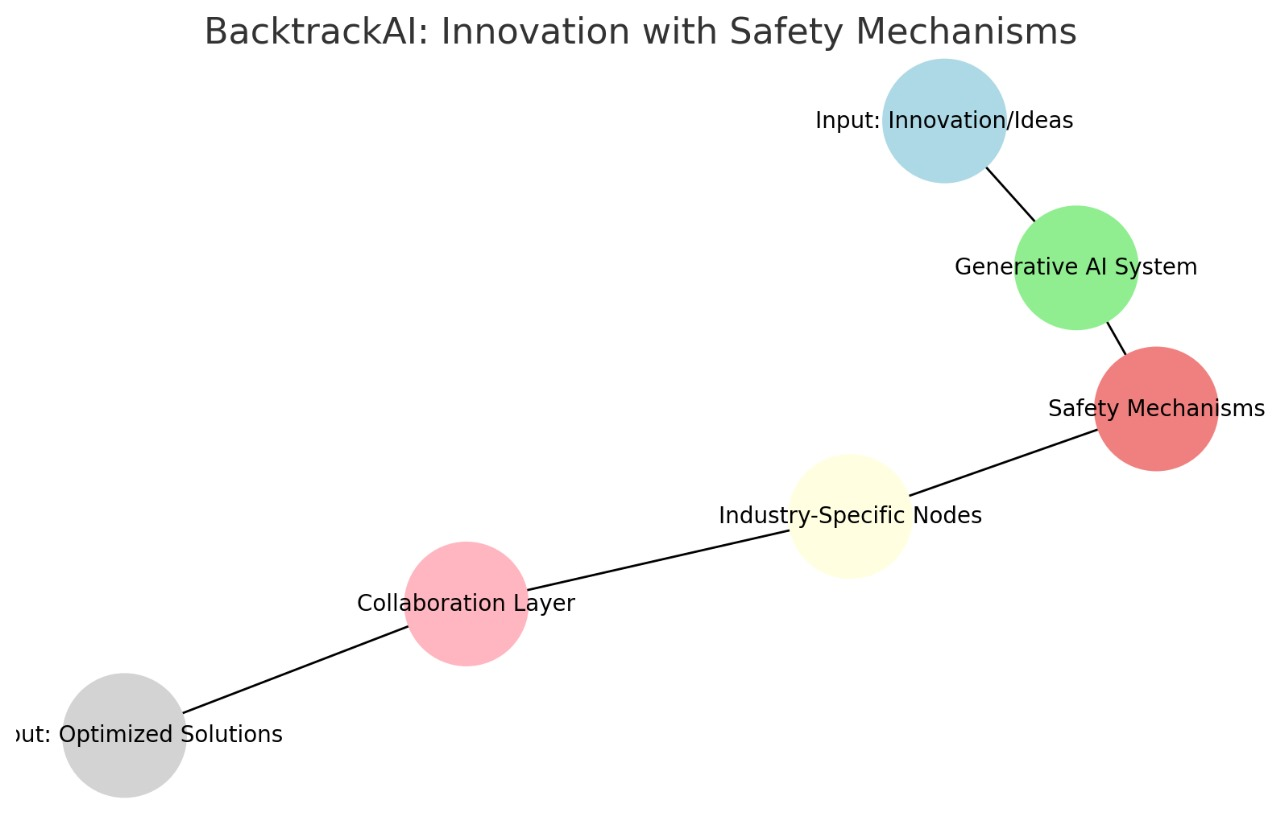 BacktrackAI: Innovation with Safety Mechanisms
Input: Innovation/Ideas
Generative AI System
Safety Mechanisms
Industry-Specific Nodes
Collaboration Layer
Optimized Solutions